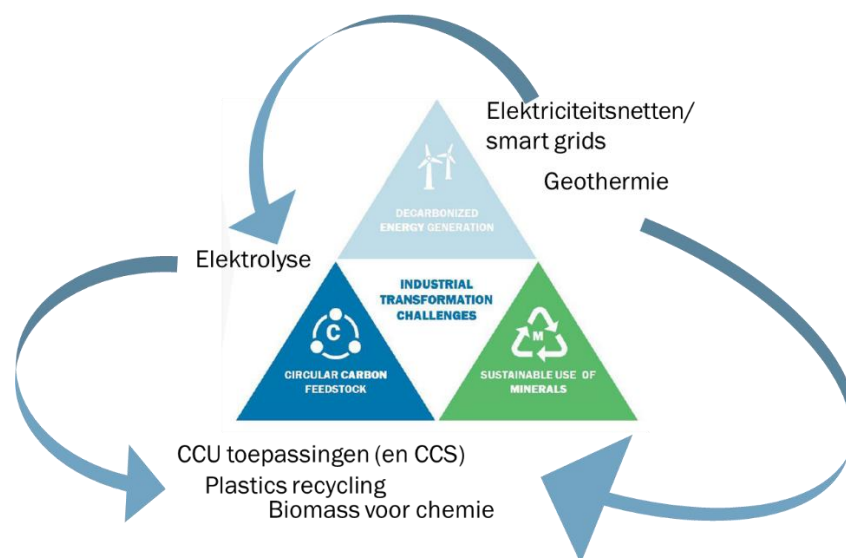 Elektriciteitsnetten/
smart grids
Geothermie
DECARBONIZED
ENERGY GENERATION
Elektrolyse
INDUSTRIAL
TRANSFORMATION
CHALLENGES
C
CIRCULAR CARBON
FEEDSTOCK
M
SUSTAINABLE USE OF
MINERALS
CCU toepassingen (en CCS)
Plastics recycling
Biomass voor chemie